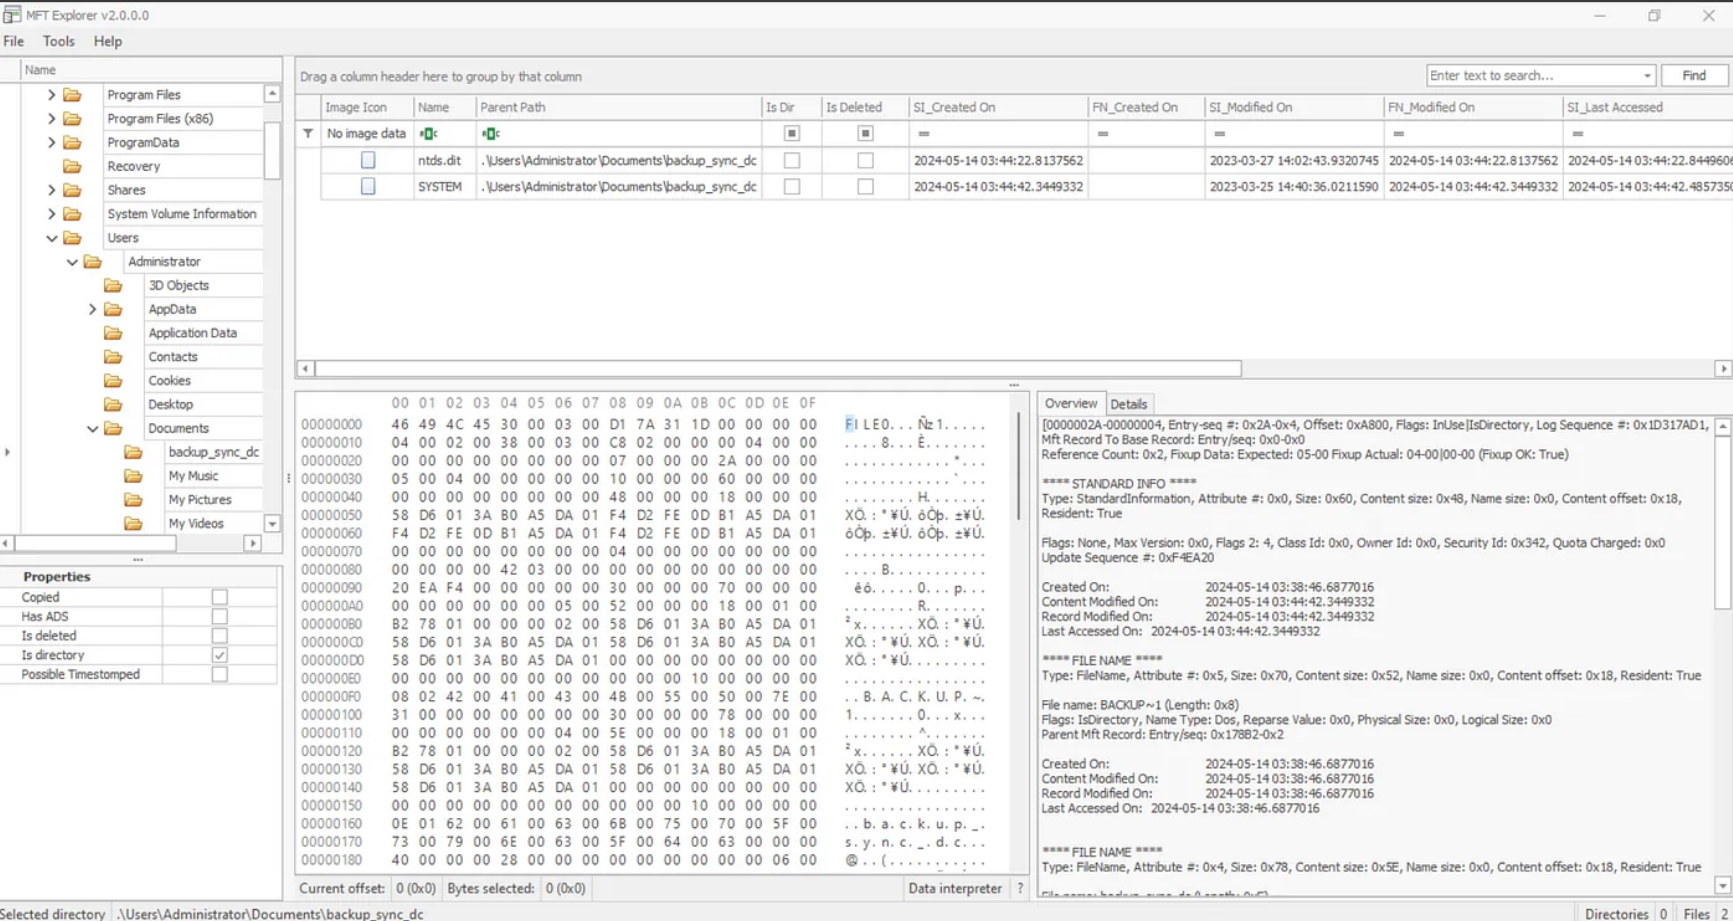 MFT Explorer v2.0.0.0
File Tools Help
Name
Program Files
Program Files (x86)
ProgramData
Recovery
Shares
System Volume Information
Users
Administrator
3D Objects
AppData
Application Data
Contacts
Cookies
Desktop
Documents
backup_sync_dc
My Music
My Pictures
My Videos
Properties
Copied
Has ADS
Is deleted
Is directory
Possible Timestomped
Drag a column header here to group by that column
Enter text to search... Find
Image Icon Name Parent Path Is Dir Is Deleted SI_Created On FN_Created On SI_Modified On FN_Modified On SI_Last Accessed
No image data = = = = =
ntds.dit .\Users\Administrator\Documents\backup_sync_dc 2024-05-14 03:44:22.8137562 2023-03-27 14:02:43.9320745 2024-05-14 03:44:22.8137562 2024-05-14 03:44:22.8449606
SYSTEM .\Users\Administrator\Documents\backup_sync_dc 2024-05-14 03:44:42.3449332 2023-03-25 14:40:36.0211590 2024-05-14 03:44:42.3449332 2024-05-14 03:44:42.485735
00 01 02 03 04 05 06 07 08 09 0A 0B 0C 0D 0E 0F
00000000 46 49 4C 45 30 00 03 00 D1 7A 31 1D 00 00 00 00 FILE0...Ñz1.....
00000010 04 00 02 00 38 00 03 00 C8 02 00 00 00 04 00 00 ....8...È.......
00000020 00 00 00 00 00 00 00 00 07 00 00 00 2A 00 00 00 ............*...
00000030 05 00 04 00 00 00 00 00 10 00 00 00 60 00 00 00 ............`...
00000040 00 00 00 00 00 00 00 00 48 00 00 00 18 00 00 00 ........H.......
00000050 58 D6 01 3A B0 A5 DA 01 F4 D2 FE 0D B1 A5 DA 01 XÖ.:°¥Ú.ôÒþ.±¥Ú.
00000060 F4 D2 FE 0D B1 A5 DA 01 F4 D2 FE 0D B1 A5 DA 01 ôÒþ.±¥Ú.ôÒþ.±¥Ú.
00000070 00 00 00 00 00 00 00 00 04 00 00 00 00 00 00 00 ................
00000080 00 00 00 00 42 03 00 00 00 00 00 00 00 00 00 00 ....B...........
00000090 20 EA F4 00 00 00 00 00 30 00 00 00 70 00 00 00 êô.....0...p...
000000A0 00 00 00 00 00 00 05 00 52 00 00 00 18 00 01 00 ........R.......
000000B0 B2 78 01 00 00 00 02 00 58 D6 01 3A B0 A5 DA 01 ²x......XÖ.:°¥Ú.
000000C0 58 D6 01 3A B0 A5 DA 01 58 D6 01 3A B0 A5 DA 01 XÖ.:°¥Ú.XÖ.:°¥Ú.
000000D0 58 D6 01 3A B0 A5 DA 01 00 00 00 00 00 00 00 00 XÖ.:°¥Ú.........
000000E0 00 00 00 00 00 00 00 00 00 00 00 10 00 00 00 00 ................
000000F0 08 02 42 00 41 00 43 00 4B 00 55 00 50 00 7E 00 ..B.A.C.K.U.P.~.
00000100 31 00 00 00 00 00 00 00 30 00 00 00 78 00 00 00 1.......0...x...
00000110 00 00 00 00 00 00 04 00 5E 00 00 00 18 00 01 00 ........^.......
00000120 B2 78 01 00 00 00 02 00 58 D6 01 3A B0 A5 DA 01 ²x......XÖ.:°¥Ú.
00000130 58 D6 01 3A B0 A5 DA 01 58 D6 01 3A B0 A5 DA 01 XÖ.:°¥Ú.XÖ.:°¥Ú.
00000140 58 D6 01 3A B0 A5 DA 01 00 00 00 00 00 00 00 00 XÖ.:°¥Ú.........
00000150 00 00 00 00 00 00 00 00 00 00 00 10 00 00 00 00 ................
00000160 0E 01 62 00 61 00 63 00 6B 00 75 00 70 00 5F 00 ..b.a.c.k.u.p._.
00000170 73 00 79 00 6E 00 63 00 5F 00 64 00 63 00 00 00 s.y.n.c._.d.c...
00000180 40 00 00 00 28 00 00 00 00 00 00 00 00 00 06 00 @...(...........
Current offset: 0 (0x0) Bytes selected: 0 (0x0) Data interpreter ?
Overview Details
[0000002A-00000004, Entry-seq #: 0x2A-0x4, Offset: 0xA800, Flags: InUse|IsDirectory, Log Sequence #: 0x1D317AD1,
Mft Record To Base Record: Entry/seq: 0x0-0x0
Reference Count: 0x2, Fixup Data: Expected: 05-00 Fixup Actual: 04-00|00-00 (Fixup OK: True)
**** STANDARD INFO ****
Type: StandardInformation, Attribute #: 0x0, Size: 0x60, Content size: 0x48, Name size: 0x0, Content offset: 0x18,
Resident: True
Flags: None, Max Version: 0x0, Flags 2: 4, Class Id: 0x0, Owner Id: 0x0, Security Id: 0x342, Quota Charged: 0x0
Update Sequence #: 0xF4EA20
Created On: 2024-05-14 03:38:46.6877016
Content Modified On: 2024-05-14 03:44:42.3449332
Record Modified On: 2024-05-14 03:44:42.3449332
Last Accessed On: 2024-05-14 03:44:42.3449332
**** FILE NAME ****
Type: FileName, Attribute #: 0x5, Size: 0x70, Content size: 0x52, Name size: 0x0, Content offset: 0x18, Resident: True
File name: BACKUP~1 (Length: 0x8)
Flags: IsDirectory, Name Type: Dos, Reparse Value: 0x0, Physical Size: 0x0, Logical Size: 0x0
Parent Mft Record: Entry/seq: 0x178B2-0x2
Created On: 2024-05-14 03:38:46.6877016
Content Modified On: 2024-05-14 03:38:46.6877016
Record Modified On: 2024-05-14 03:38:46.6877016
Last Accessed On: 2024-05-14 03:38:46.6877016
**** FILE NAME ****
Type: FileName, Attribute #: 0x4, Size: 0x78, Content size: 0x5E, Name size: 0x0, Content offset: 0x18, Resident: True
Selected directory .\Users\Administrator\Documents\backup_sync_dc Directories 0 Files 2